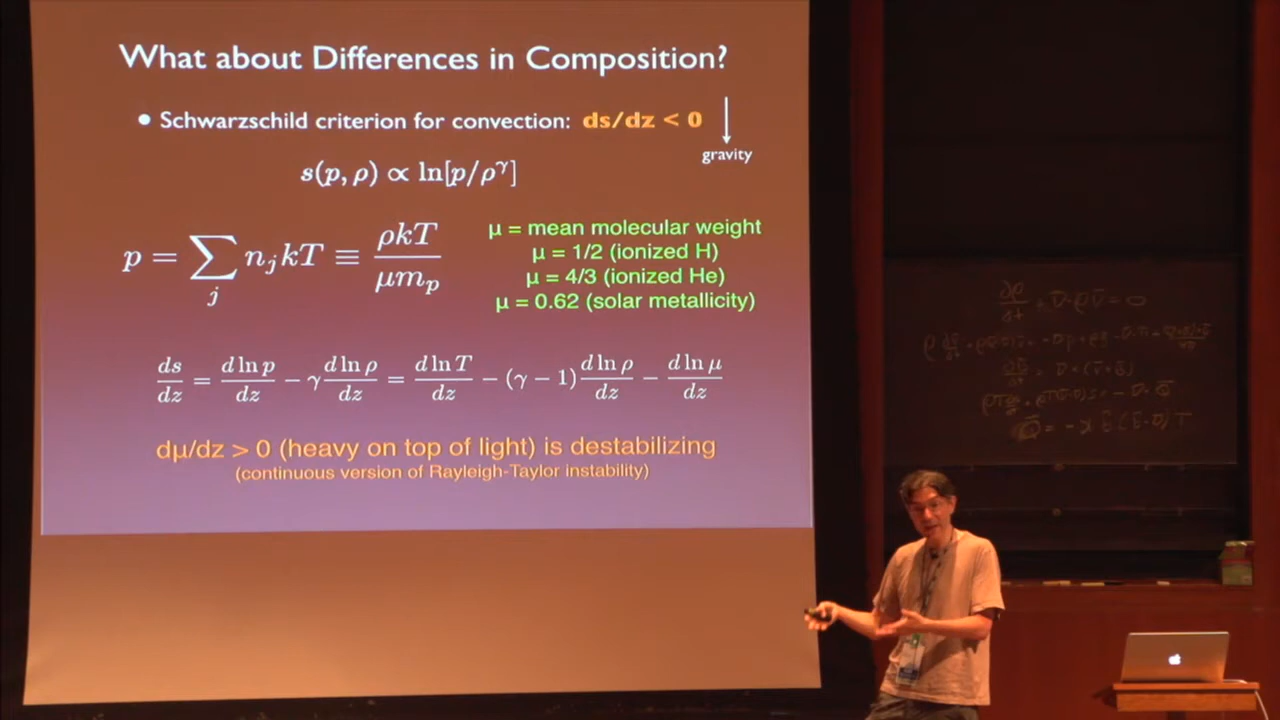 What about Differences in Composition?
• Schwarzschild criterion for convection: ds/dz < 0
gravity
s(p, ρ) ∝ ln[p/ρ^γ]
p = ∑_j n_j kT ≡ ρkT/μm_p
μ = mean molecular weight
μ = 1/2 (ionized H)
μ = 4/3 (ionized He)
μ = 0.62 (solar metallicity)
ds/dz = d ln p/dz − γ d ln ρ/dz = d ln T/dz − (γ − 1) d ln ρ/dz − d ln μ/dz
dμ/dz > 0 (heavy on top of light) is destabilizing
(continuous version of Rayleigh-Taylor instability)